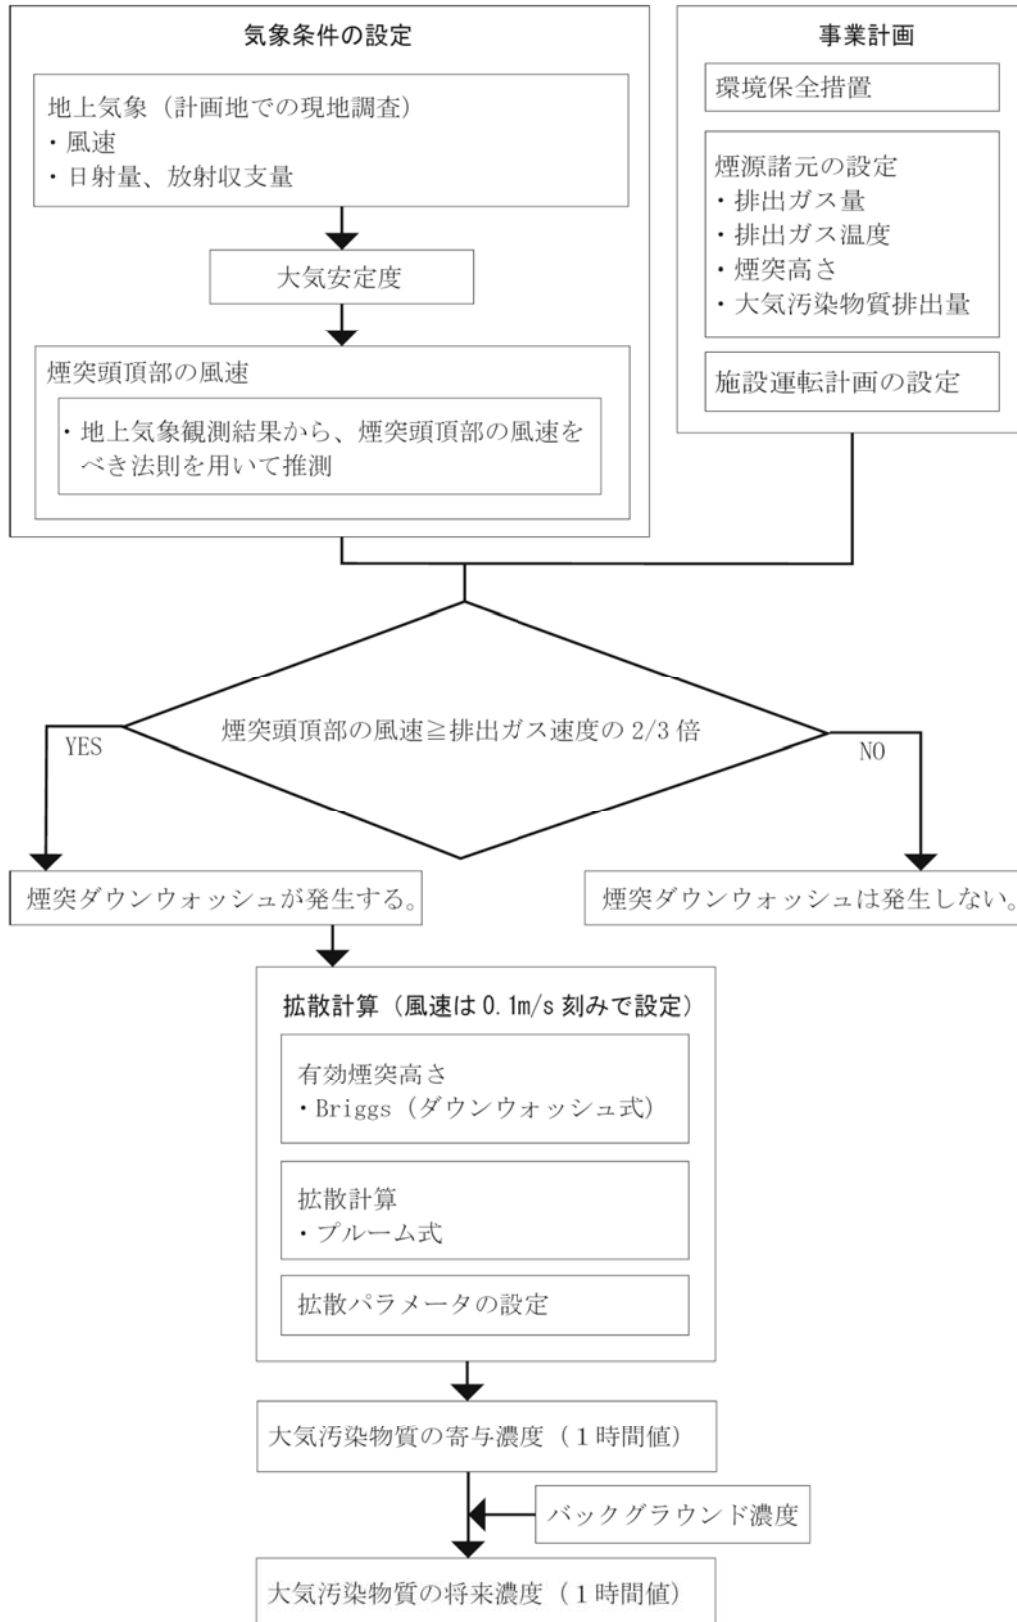 気象条件の設定
地上気象（計画地での現地調査）
・風速
・日射量、放射収支量
大気安定度
煙突頭頂部の風速
・地上気象観測結果から、煙突頭頂部の風速を
べき法則を用いて推測
事業計画
環境保全措置
煙源諸元の設定
・排出ガス量
・排出ガス温度
・煙突高さ
・大気汚染物質排出量
施設運転計画の設定
煙突頭頂部の風速≧排出ガス速度の 2/3 倍
YES
NO
煙突ダウンウォッシュが発生する。
煙突ダウンウォッシュは発生しない。
拡散計算（風速は 0.1m/s 刻みで設定）
有効煙突高さ
・Briggs（ダウンウォッシュ式）
拡散計算
・プルーム式
拡散パラメータの設定
大気汚染物質の寄与濃度（１時間値）
バックグラウンド濃度
大気汚染物質の将来濃度（１時間値）